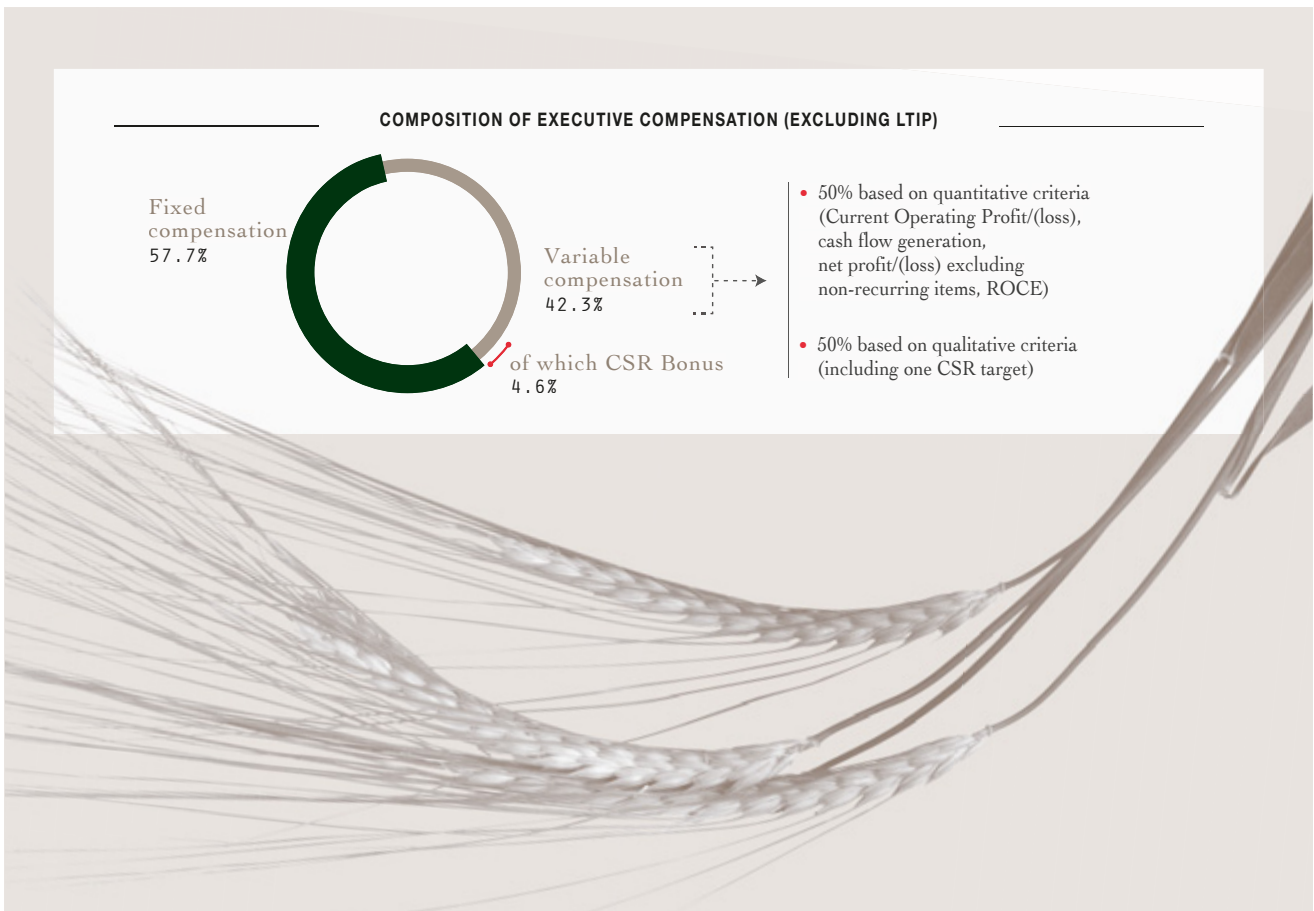 COMPOSITION OF EXECUTIVE COMPENSATION (EXCLUDING LTIP)
Fixed
compensation
57.7%
Variable
compensation
42.3%
of which CSR Bonus
4.6%
• 50% based on quantitative criteria
(Current Operating Profit/(loss),
cash flow generation,
net profit/(loss) excluding
non-recurring items, ROCE)
• 50% based on qualitative criteria
(including one CSR target)